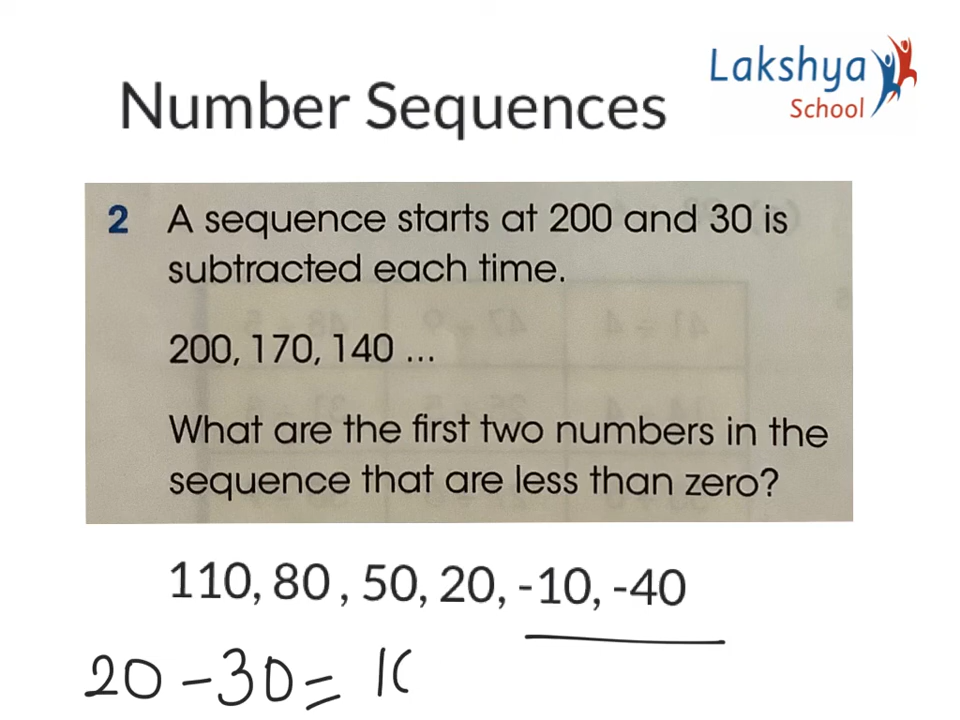 Lakshya
School
Number Sequences
2 A sequence starts at 200 and 30 is
subtracted each time.
200, 170, 140 ...
What are the first two numbers in the
sequence that are less than zero?
110, 80 , 50, 20, -10, -40
20 - 30 = 10